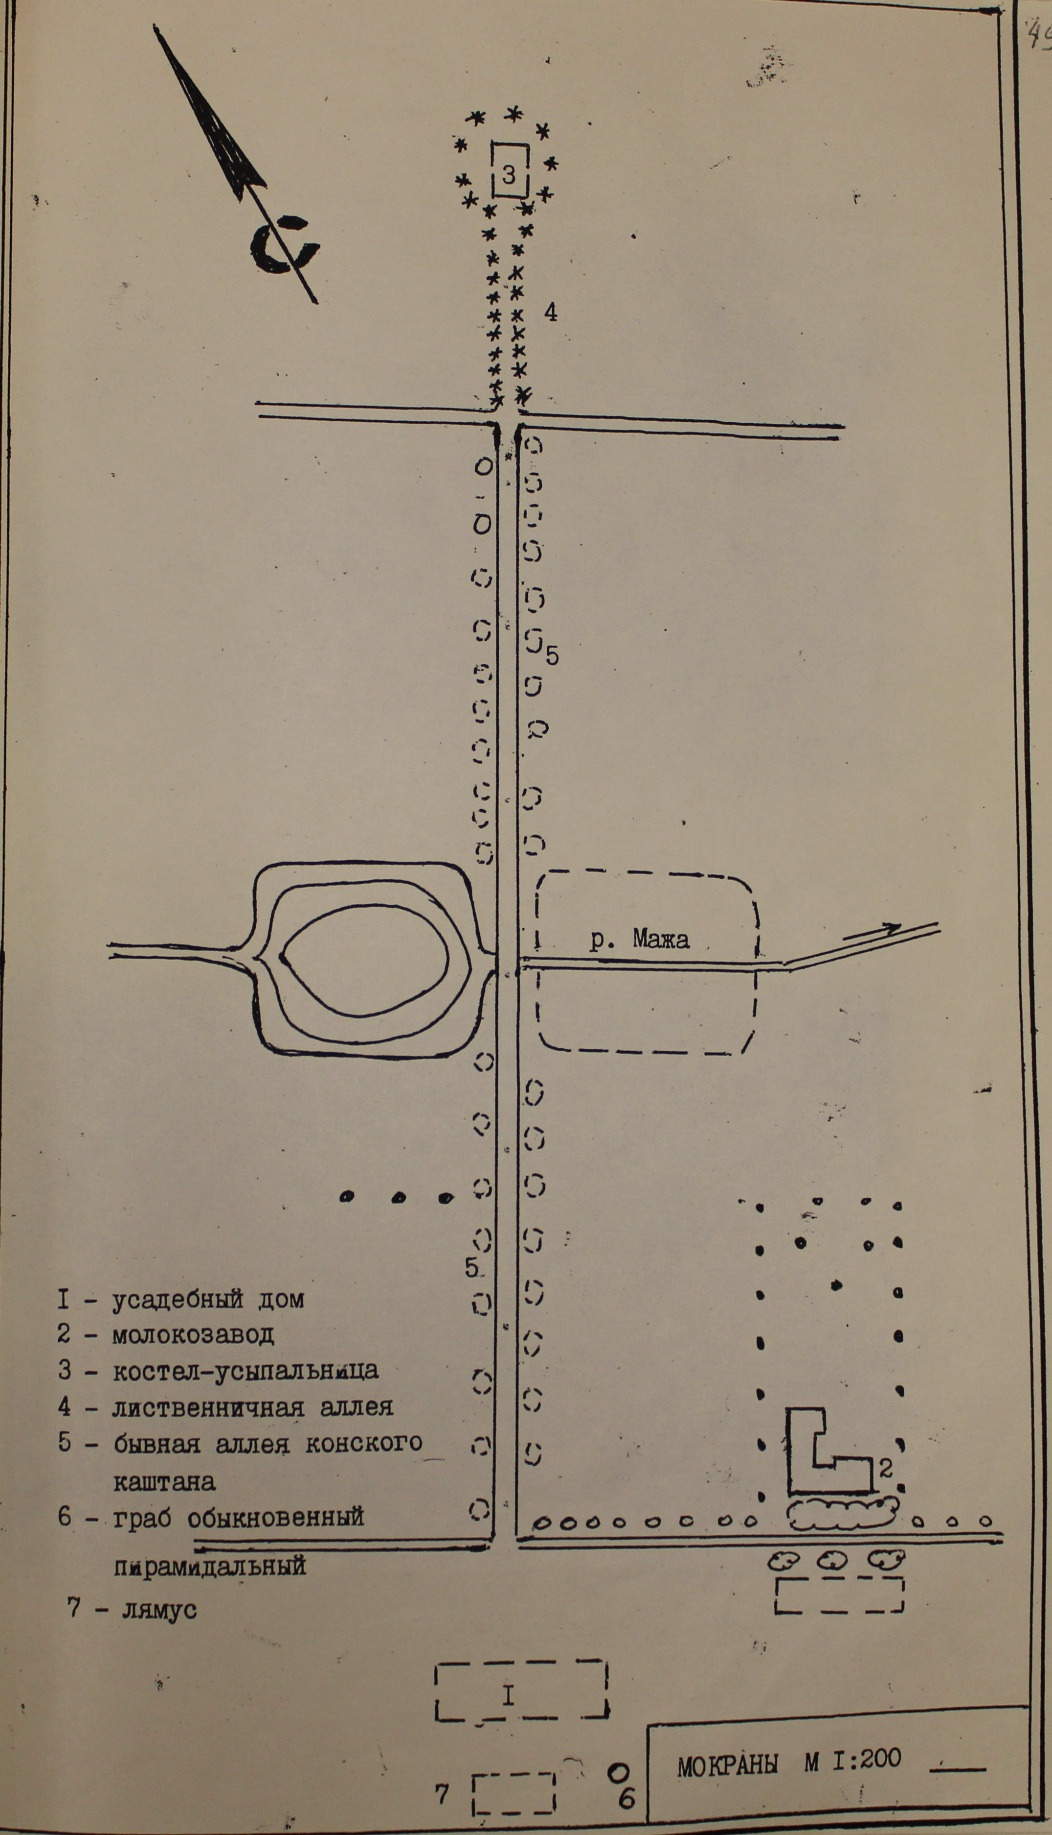 49
С
3
4
5
р. Мажа
5
I - усадебный дом
2 - молокозавод
3 - костел-усыпальница
4 - лиственничная аллея
5 - бывная аллея конского
каштана
6 - граб обыкновенный
пирамидальный
7 - лямус
2
I
7
6
МОКРАНЫ М I:200